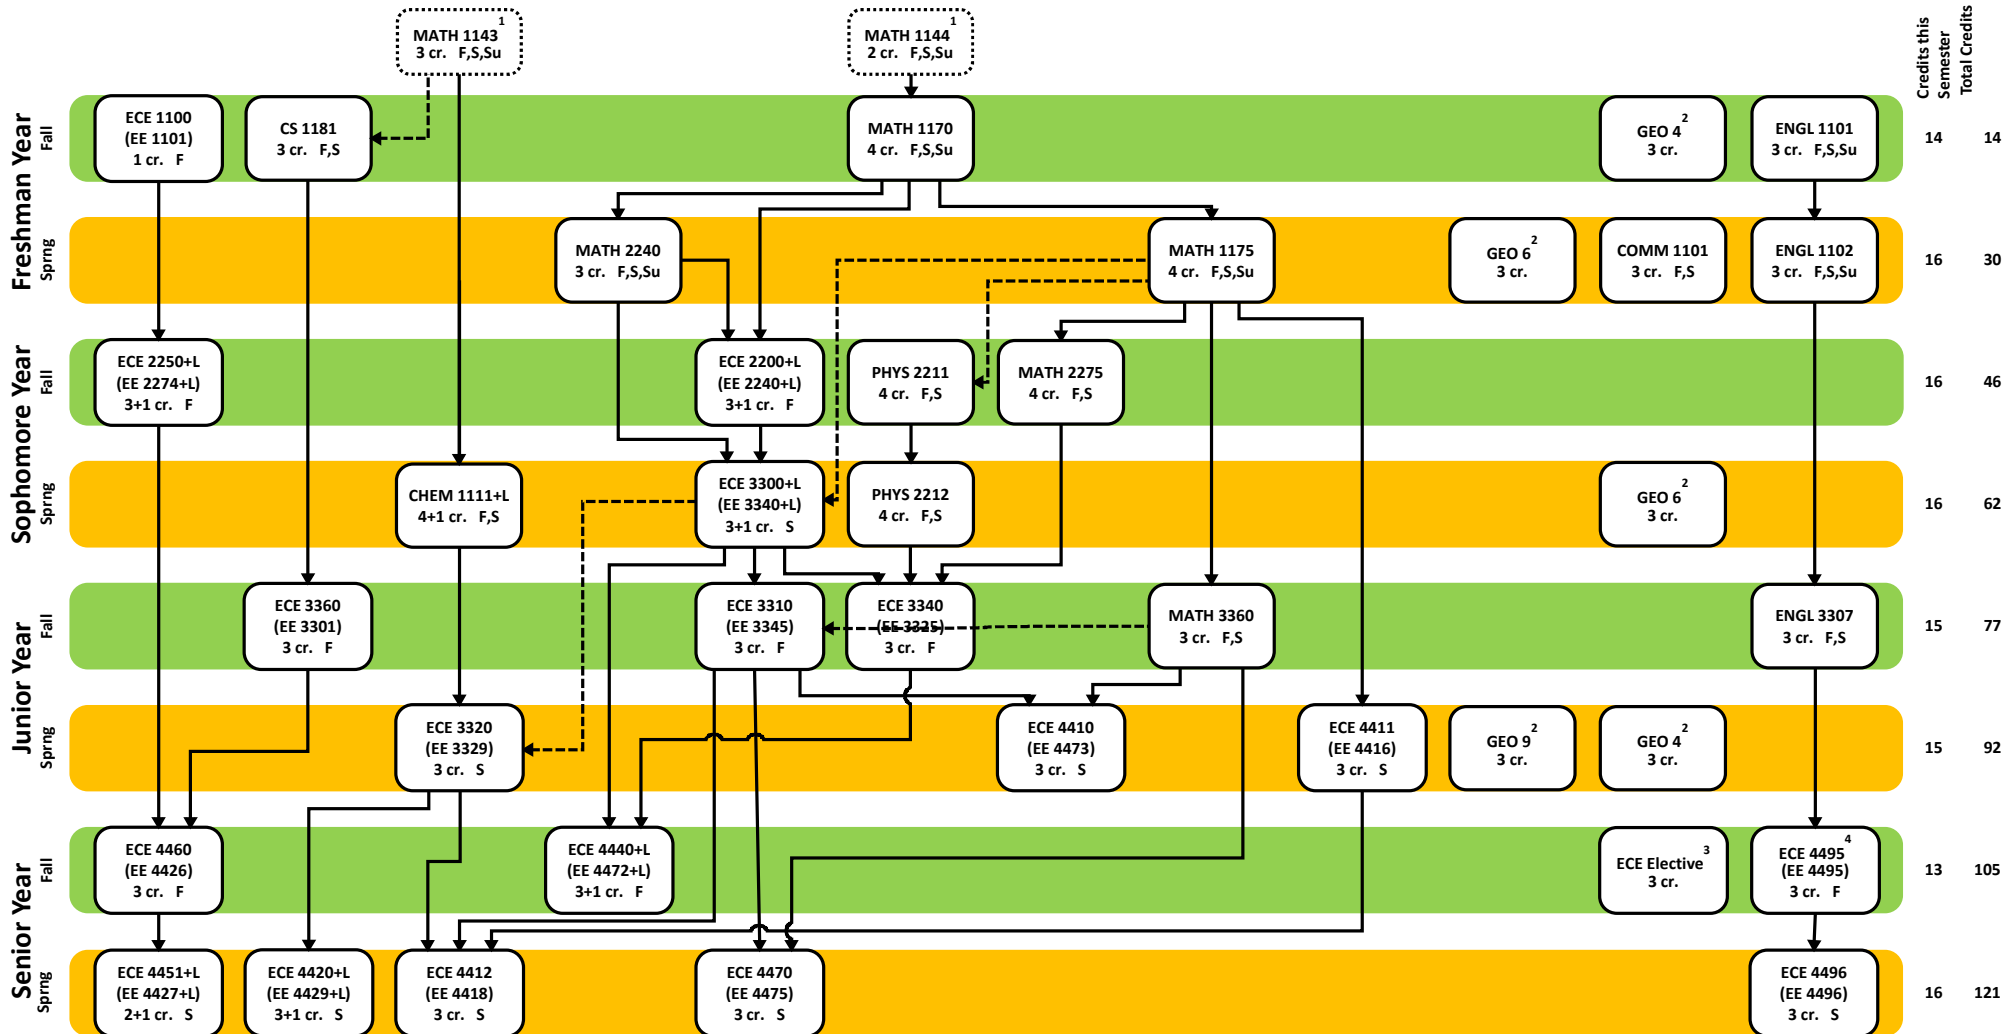 MATH 1143 1
3 cr. F,S,Su
MATH 1144 1
2 cr. F,S,Su
Credits this
Semester
Total Credits
Freshman Year
Fall
ECE 1100
(EE 1101)
1 cr. F
CS 1181
3 cr. F,S
MATH 1170
4 cr. F,S,Su
GEO 4 2
3 cr.
ENGL 1101
3 cr. F,S,Su
14
14
Sprng
MATH 2240
3 cr. F,S,Su
MATH 1175
4 cr. F,S,Su
GEO 6 2
3 cr.
COMM 1101
3 cr. F,S
ENGL 1102
3 cr. F,S,Su
16
30
Sophomore Year
Fall
ECE 2250+L
(EE 2274+L)
3+1 cr. F
ECE 2200+L
(EE 2240+L)
3+1 cr. F
PHYS 2211
4 cr. F,S
MATH 2275
4 cr. F,S
16
46
Sprng
CHEM 1111+L
4+1 cr. F,S
ECE 3300+L
(EE 3340+L)
3+1 cr. S
PHYS 2212
4 cr. F,S
GEO 6 2
3 cr.
16
62
Junior Year
Fall
ECE 3360
(EE 3301)
3 cr. F
ECE 3310
(EE 3345)
3 cr. F
ECE 3340
(EE 3325)
3 cr. F
MATH 3360
3 cr. F,S
ENGL 3307
3 cr. F,S
15
77
Sprng
ECE 3320
(EE 3329)
3 cr. S
ECE 4410
(EE 4473)
3 cr. S
ECE 4411
(EE 4416)
3 cr. S
GEO 9 2
3 cr.
GEO 4 2
3 cr.
15
92
Senior Year
Fall
ECE 4460
(EE 4426)
3 cr. F
ECE 4440+L
(EE 4472+L)
3+1 cr. F
ECE Elective 3
3 cr.
ECE 4495 4
(EE 4495)
3 cr. F
13
105
Sprng
ECE 4451+L
(EE 4427+L)
2+1 cr. S
ECE 4420+L
(EE 4429+L)
3+1 cr. S
ECE 4412
(EE 4418)
3 cr. S
ECE 4470
(EE 4475)
3 cr. S
ECE 4496
(EE 4496)
3 cr. S
16
121